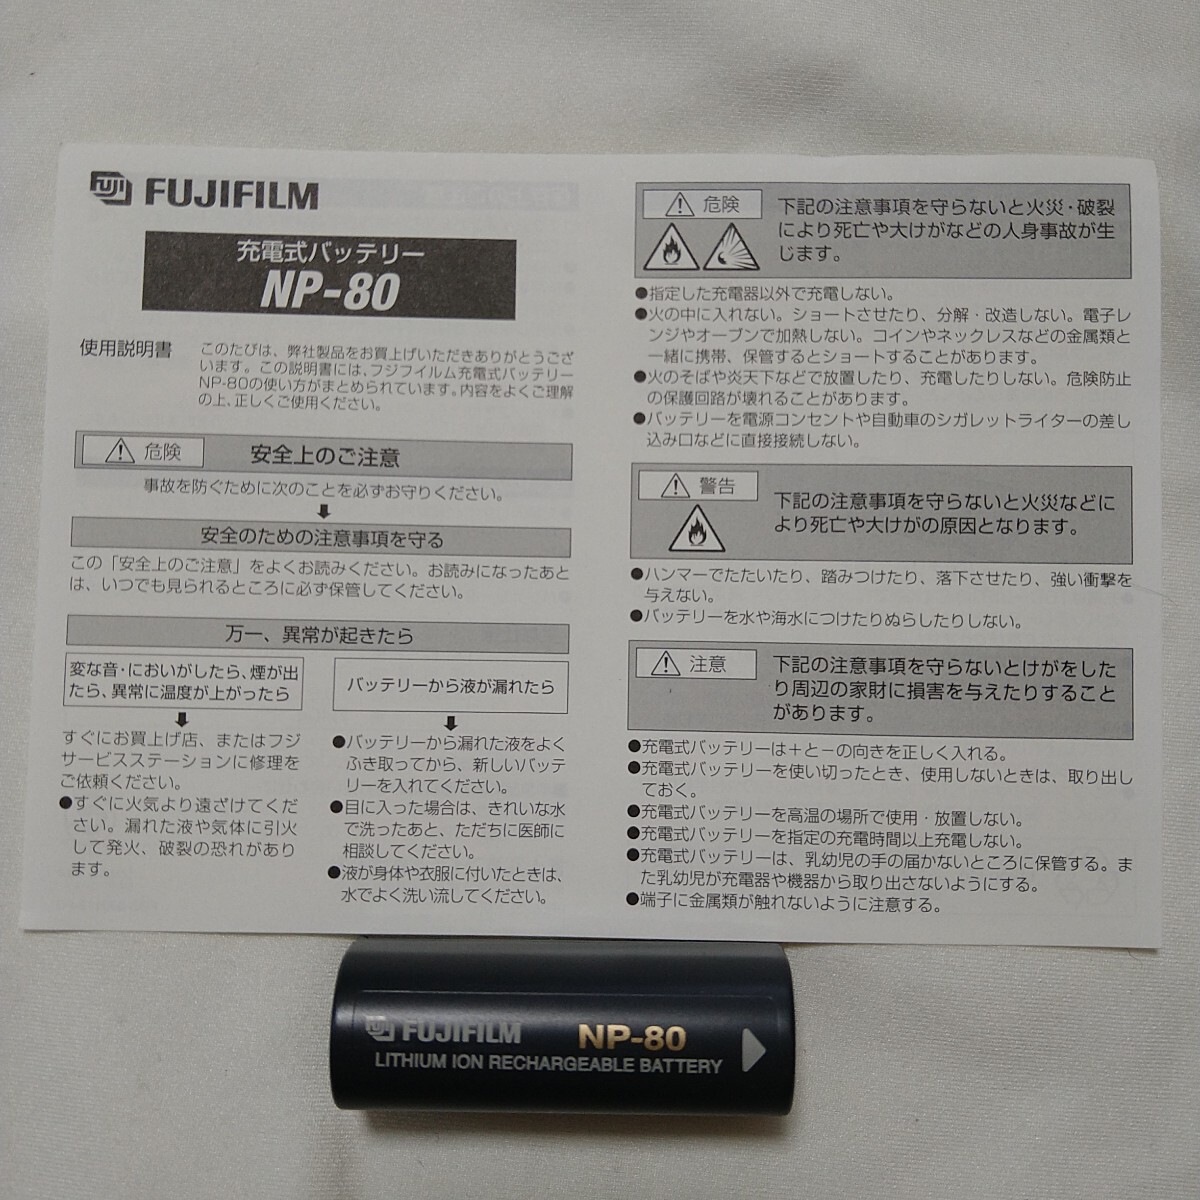 FUJI FUJIFILM
充電式バッテリー
NP-80
使用説明書
このたびは、弊社製品をお買上げいただきありがとうござ
います。この説明書には、フジフイルム充電式バッテリー
NP-80の使い方がまとめられています。内容をよくご理解
の上、正しくご使用ください。
危険 安全上のご注意
事故を防ぐために次のことを必ずお守りください。
安全のための注意事項を守る
この「安全上のご注意」をよくお読みください。お読みになったあと
は、いつでも見られるところに必ず保管してください。
万一、異常が起きたら
変な音・においがしたら、煙が出
たら、異常に温度が上がったら
すぐにお買上げ店、またはフジ
サービスステーションに修理を
ご依頼ください。
●すぐに火気より遠ざけてくだ
さい。漏れた液や気体に引火
して発火、破裂の恐れがあり
ます。
バッテリーから液が漏れたら
●バッテリーから漏れた液をよく
ふき取ってから、新しいバッテ
リーを入れてください。
●目に入った場合は、きれいな水
で洗ったあと、ただちに医師に
相談してください。
●液が身体や衣服に付いたときは、
水でよく洗い流してください。
危険
下記の注意事項を守らないと火災・破裂
により死亡や大けがなどの人身事故が生
じます。
●指定した充電器以外で充電しない。
●火の中に入れない。ショートさせたり、分解・改造しない。電子レ
ンジやオーブンで加熱しない。コインやネックレスなどの金属類と
一緒に携帯、保管するとショートすることがあります。
●火のそばや炎天下などで放置したり、充電したりしない。危険防止
の保護回路が壊れることがあります。
●バッテリーを電源コンセントや自動車のシガレットライターの差し
込み口などに直接接続しない。
警告
下記の注意事項を守らないと火災などに
より死亡や大けがの原因となります。
●ハンマーでたたいたり、踏みつけたり、落下させたり、強い衝撃を
与えない。
●バッテリーを水や海水につけたりぬらしたりしない。
注意
下記の注意事項を守らないとけがをした
り周辺の家財に損害を与えたりすること
があります。
●充電式バッテリーは＋と－の向きを正しく入れる。
●充電式バッテリーを使い切ったとき、使用しないときは、取り出し
ておく。
●充電式バッテリーを高温の場所で使用・放置しない。
●充電式バッテリーを指定の充電時間以上充電しない。
●充電式バッテリーは、乳幼児の手の届かないところに保管する。ま
た乳幼児が充電器や機器から取り出さないようにする。
●端子に金属類が触れないように注意する。
FUJI FUJIFILM NP-80
LITHIUM ION RECHARGEABLE BATTERY